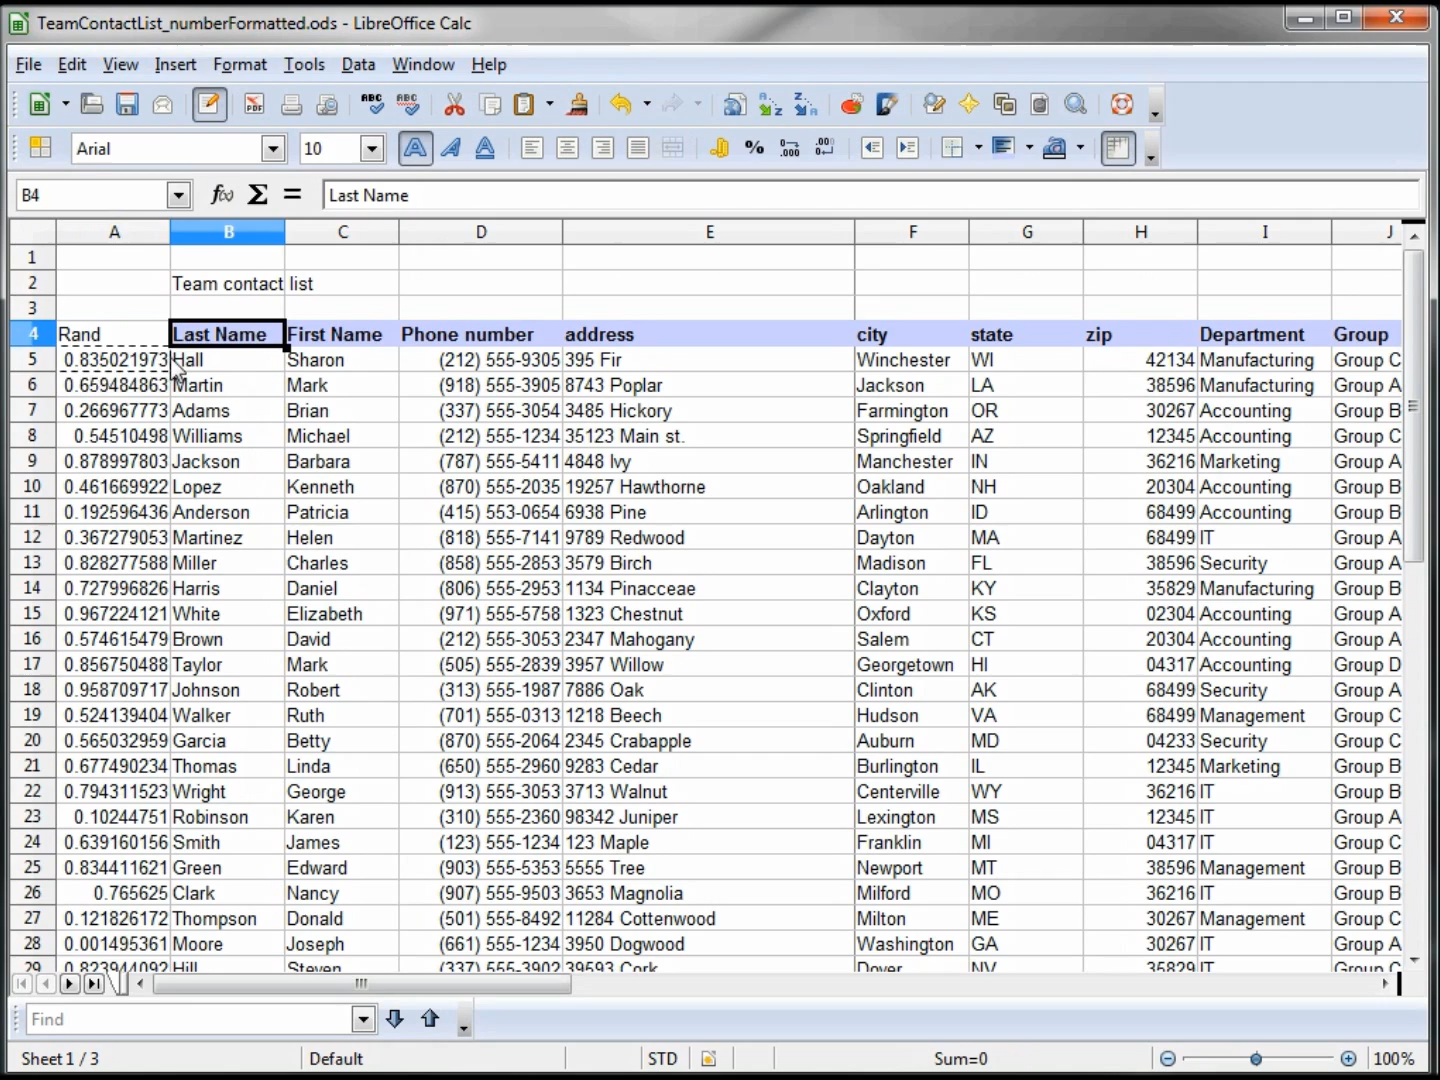 TeamContactList_numberFormatted.ods - LibreOffice Calc
File Edit View Insert Format Tools Data Window Help
Arial 10
B4 Last Name
A B C D E F G H I J
1
2 Team contact list
3
4 Rand Last Name First Name Phone number address city state zip Department Group
5 0.835021973 Hall Sharon (212) 555-9305 395 Fir Winchester WI 42134 Manufacturing Group C
6 0.659484863 Martin Mark (918) 555-3905 8743 Poplar Jackson LA 38596 Manufacturing Group A
7 0.266967773 Adams Brian (337) 555-3054 3485 Hickory Farmington OR 30267 Accounting Group B
8 0.54510498 Williams Michael (212) 555-1234 35123 Main st. Springfield AZ 12345 Accounting Group C
9 0.878997803 Jackson Barbara (787) 555-5411 4848 Ivy Manchester IN 36216 Marketing Group A
10 0.461669922 Lopez Kenneth (870) 555-2035 19257 Hawthorne Oakland NH 20304 Accounting Group B
11 0.192596436 Anderson Patricia (415) 553-0654 6938 Pine Arlington ID 68499 Accounting Group B
12 0.367279053 Martinez Helen (818) 555-7141 9789 Redwood Dayton MA 68499 IT Group A
13 0.828277588 Miller Charles (858) 555-2853 3579 Birch Madison FL 38596 Security Group A
14 0.727996826 Harris Daniel (806) 555-2953 1134 Pinacceae Clayton KY 35829 Manufacturing Group B
15 0.967224121 White Elizabeth (971) 555-5758 1323 Chestnut Oxford KS 02304 Accounting Group A
16 0.574615479 Brown David (212) 555-3053 2347 Mahogany Salem CT 20304 Accounting Group A
17 0.856750488 Taylor Mark (505) 555-2839 3957 Willow Georgetown HI 04317 Accounting Group D
18 0.958709717 Johnson Robert (313) 555-1987 7886 Oak Clinton AK 68499 Security Group A
19 0.524139404 Walker Ruth (701) 555-0313 1218 Beech Hudson VA 68499 Management Group C
20 0.565032959 Garcia Betty (870) 555-2064 2345 Crabapple Auburn MD 04233 Security Group C
21 0.677490234 Thomas Linda (650) 555-2960 9283 Cedar Burlington IL 12345 Marketing Group B
22 0.794311523 Wright George (913) 555-3053 3713 Walnut Centerville WY 36216 IT Group B
23 0.10244751 Robinson Karen (310) 555-2360 98342 Juniper Lexington MS 12345 IT Group A
24 0.639160156 Smith James (123) 555-1234 123 Maple Franklin MI 04317 IT Group C
25 0.834411621 Green Edward (903) 555-5353 5555 Tree Newport MT 38596 Management Group B
26 0.765625 Clark Nancy (907) 555-9503 3653 Magnolia Milford MO 36216 IT Group B
27 0.121826172 Thompson Donald (501) 555-8492 11284 Cottenwood Milton ME 30267 Management Group C
28 0.001495361 Moore Joseph (661) 555-1234 3950 Dogwood Washington GA 30267 IT Group A
29 0.823944092 Hill Steven (337) 555-3902 39593 Cork Dover NV 35829 IT Group C
Find
Sheet 1 / 3 Default STD Sum=0 100%